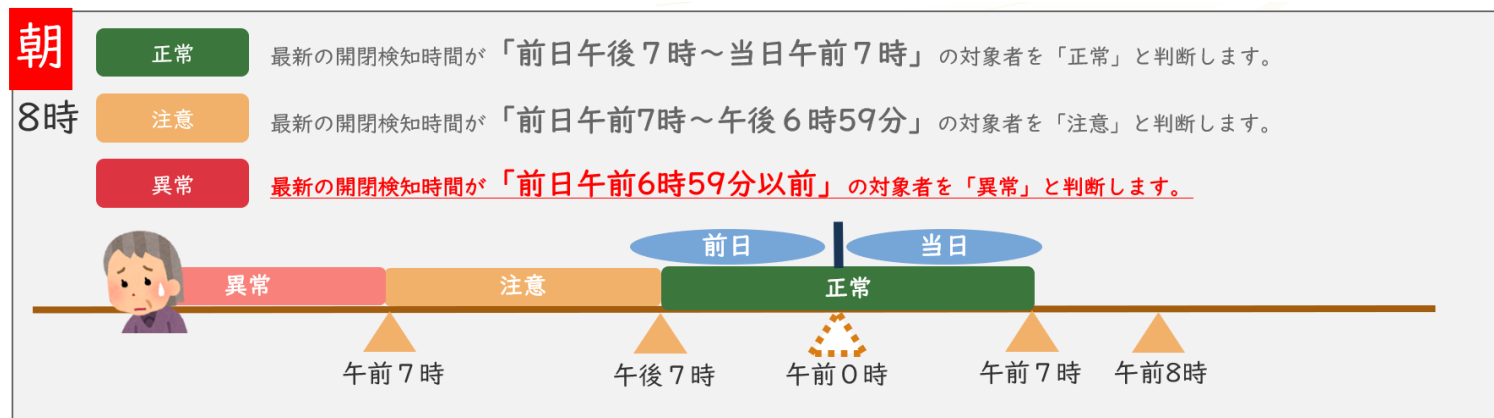 朝
8時
正常 最新の開閉検知時間が「前日午後７時～当日午前７時」の対象者を「正常」と判断します。
注意 最新の開閉検知時間が「前日午前7時～午後６時59分」の対象者を「注意」と判断します。
異常 最新の開閉検知時間が「前日午前6時59分以前」の対象者を「異常」と判断します。
前日 当日
異常 注意 正常
午前７時 午後７時 午前０時 午前７時 午前8時